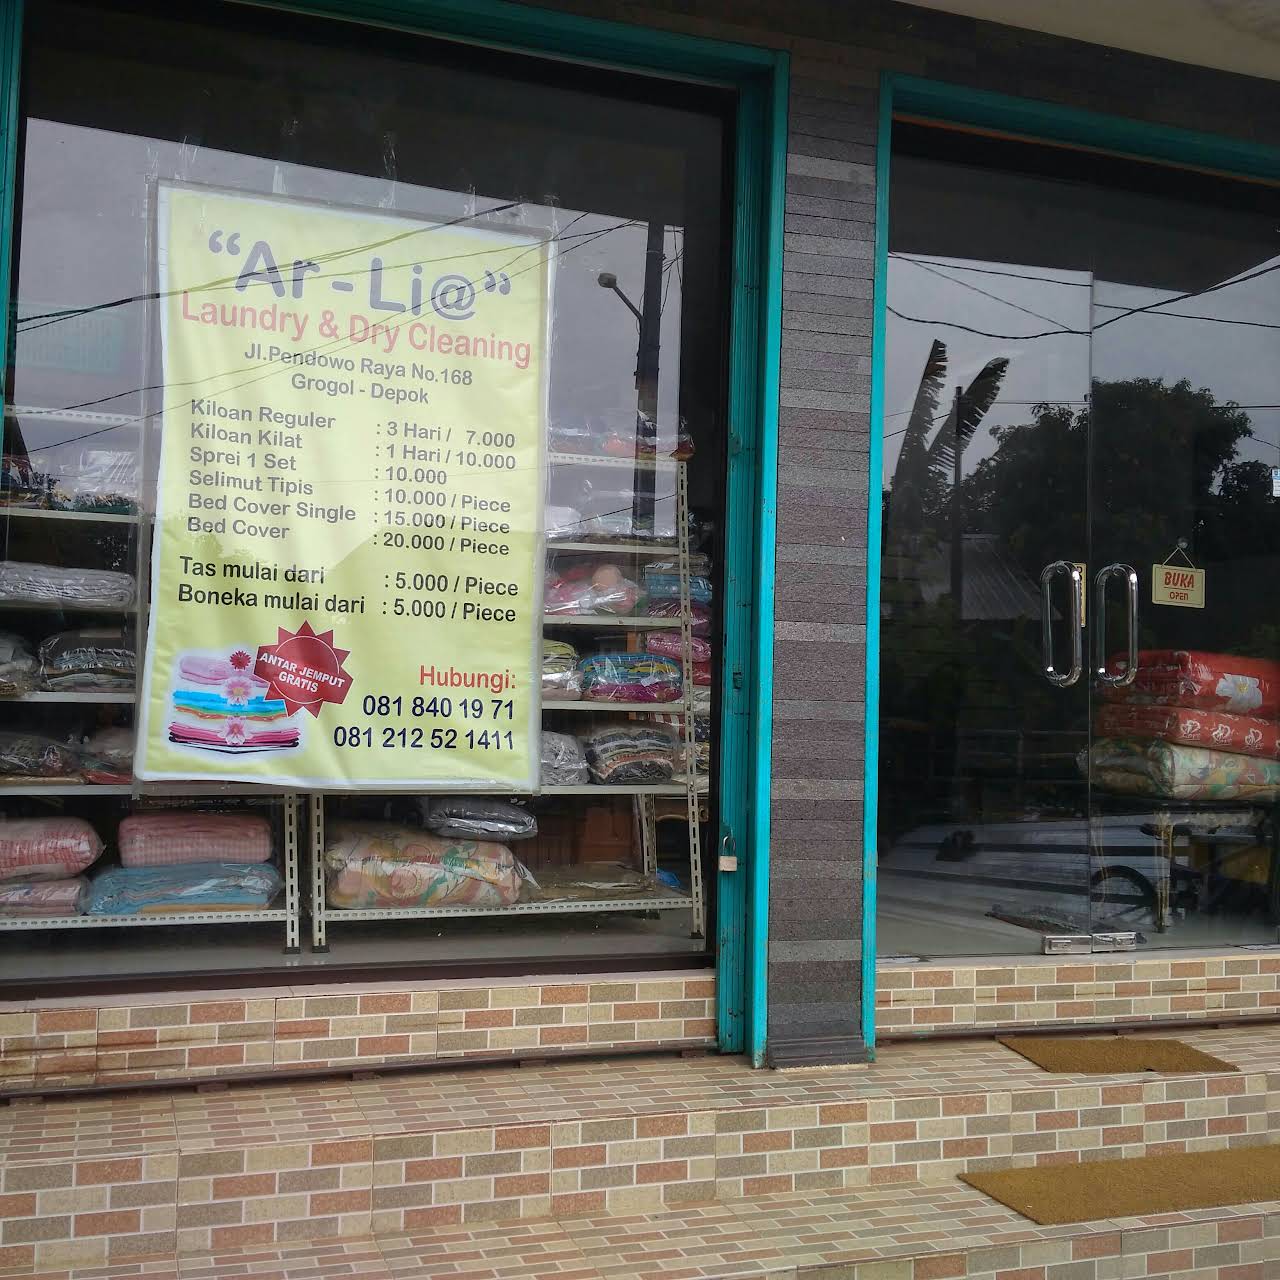 “Ar - Li@”
Laundry & Dry Cleaning
Jl.Pendowo Raya No.168
Grogol - Depok
Kiloan Reguler : 3 Hari / 7.000
Kiloan Kilat : 1 Hari / 10.000
Sprei 1 Set : 10.000
Selimut Tipis : 10.000 / Piece
Bed Cover Single : 15.000 / Piece
Bed Cover : 20.000 / Piece
Tas mulai dari : 5.000 / Piece
Boneka mulai dari : 5.000 / Piece
ANTAR JEMPUT
GRATIS
Hubungi:
081 840 19 71
081 212 52 1411
BUKA
OPEN